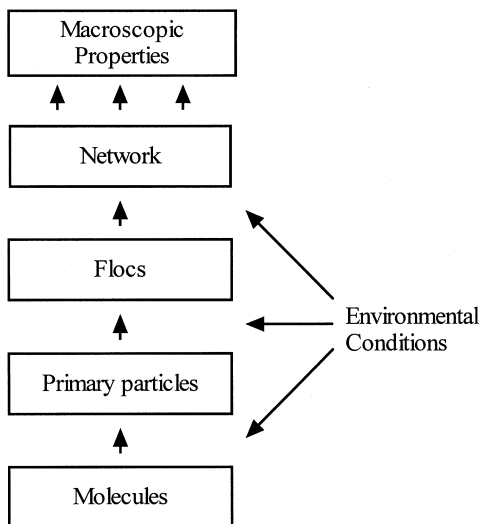 Macroscopic
Properties
Network
Flocs
Environmental
Conditions
Primary particles
Molecules